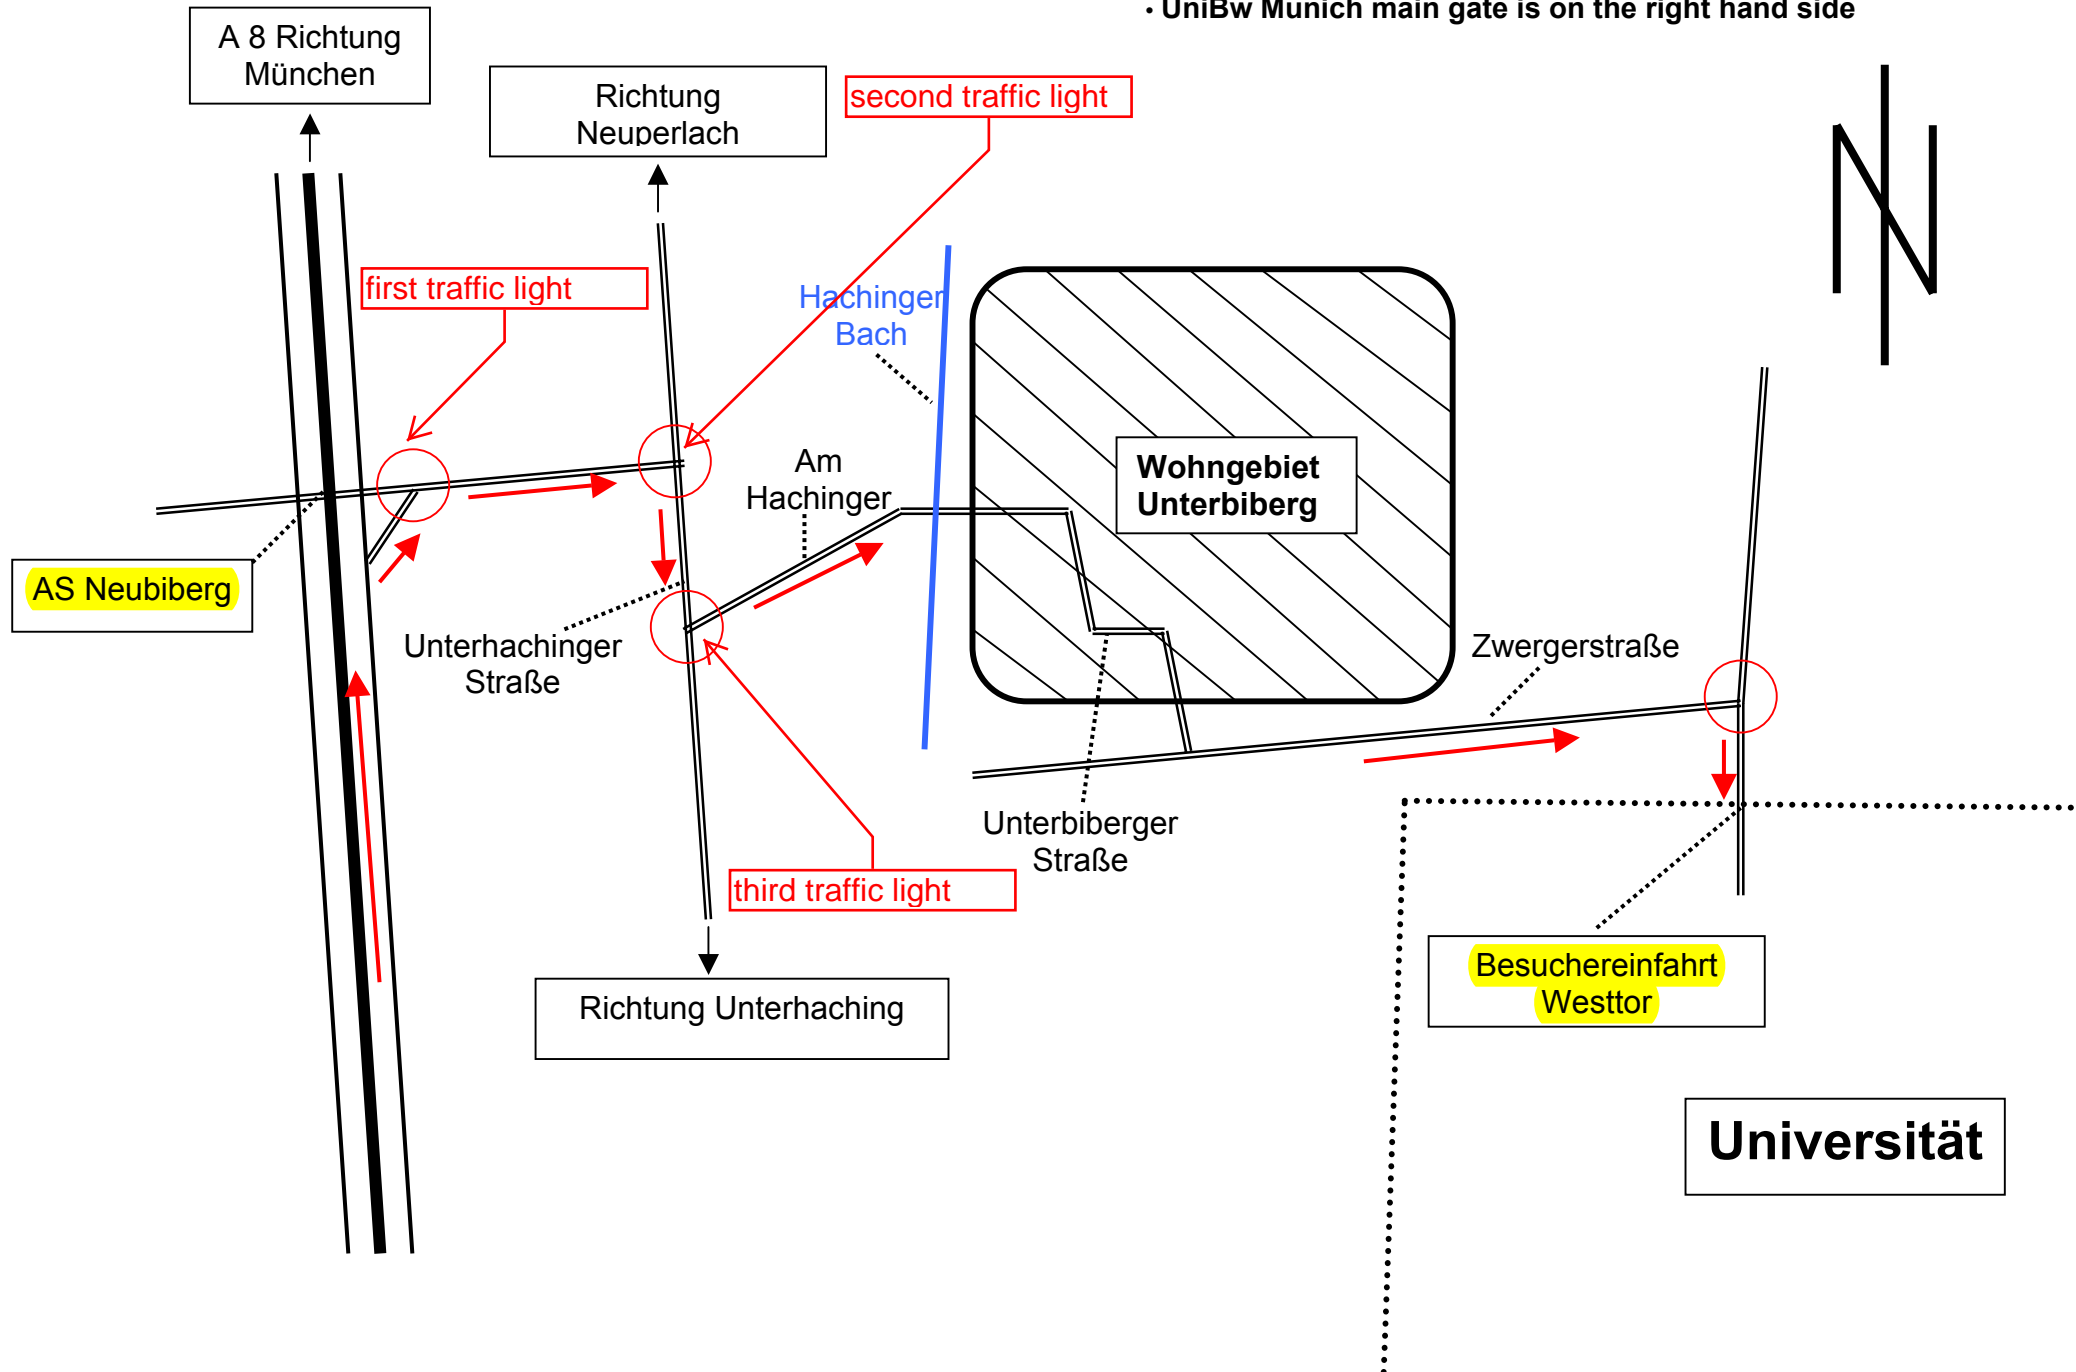 · UniBw Munich main gate is on the right hand side
A 8 Richtung
München
Richtung
Neuperlach
second traffic light
first traffic light
Hachinger
Bach
Am
Hachinger
Wohngebiet
Unterbiberg
AS Neubiberg
Unterhachinger
Straße
Zwergerstraße
Unterbiberger
Straße
third traffic light
Besuchereinfahrt
Westtor
Richtung Unterhaching
Universität
N